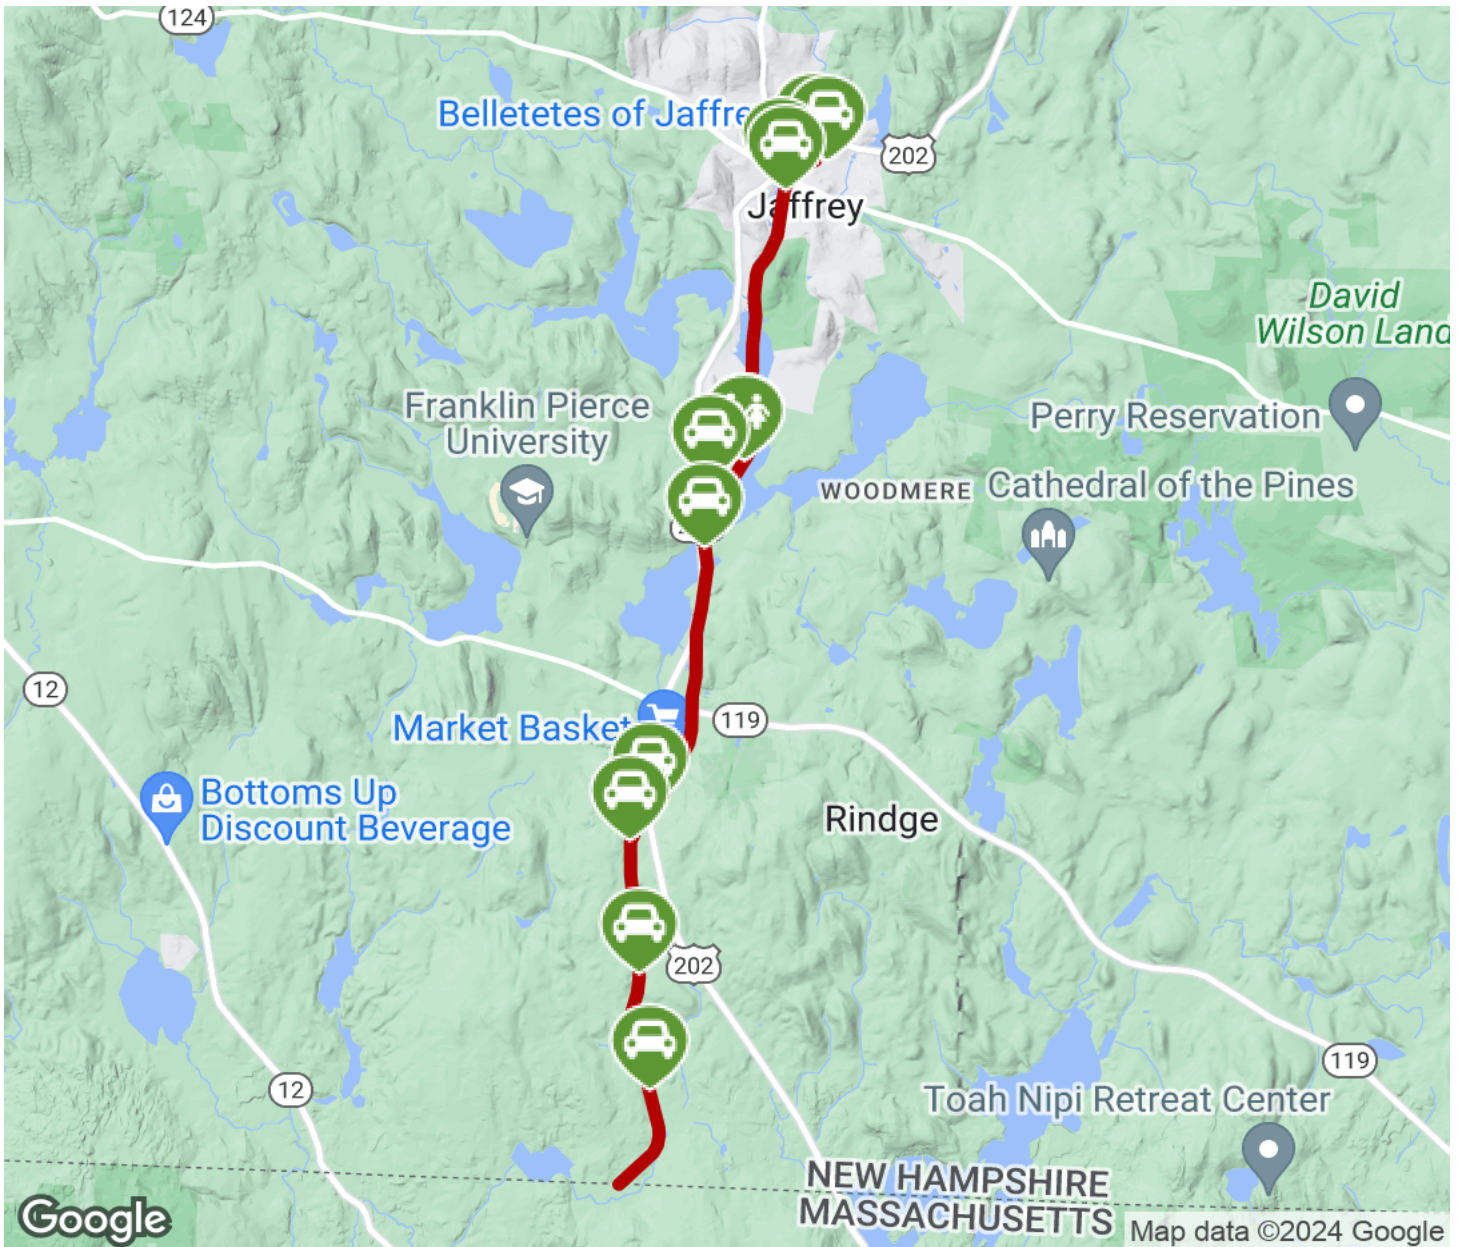 124
Belletetes of Jaffre
202
Jaffrey
David
Wilson Land
Franklin Pierce
University
Perry Reservation
WOODMERE
Cathedral of the Pines
12
Market Basket
119
Bottoms Up
Discount Beverage
Rindge
202
119
12
Toah Nipi Retreat Center
NEW HAMPSHIRE
MASSACHUSETTS
Google
Map data ©2024 Google